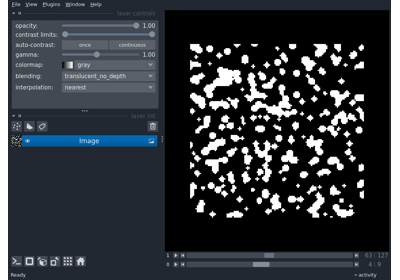 File View Plugins Window Help
layer controls
opacity: 1.00
contrast limits:
auto-contrast: once continuous
gamma: 1.00
colormap: gray
blending: translucent_no_depth
interpolation: nearest
layer list
Image
1 63 127
0 4 9
Ready activity